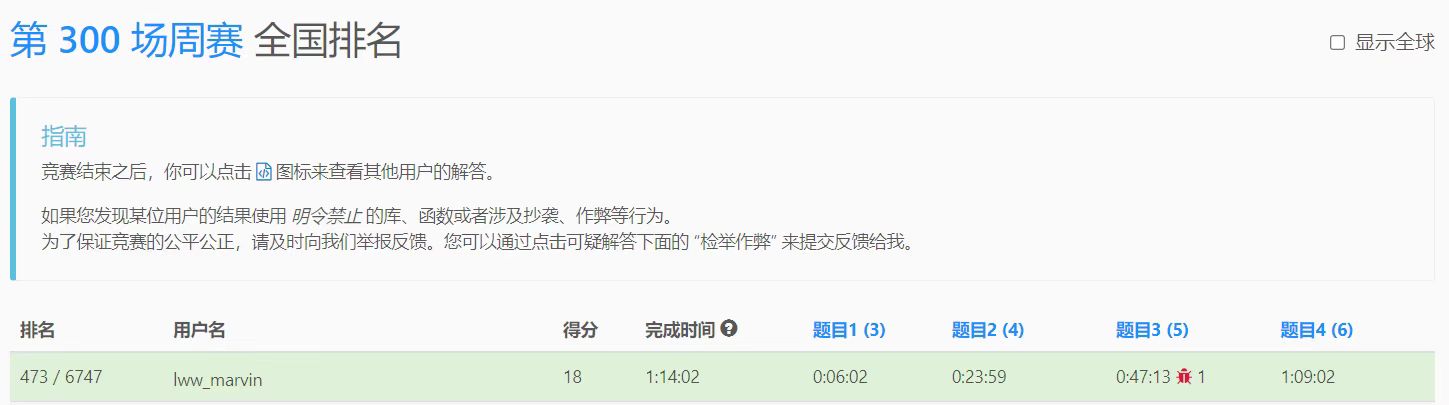 第 300 场周赛 全国排名
显示全球
指南
竞赛结束之后，你可以点击 图标来查看其他用户的解答。
如果您发现某位用户的结果使用 明令禁止 的库、函数或者涉及抄袭、作弊等行为。
为了保证竞赛的公平公正，请及时向我们举报反馈。您可以通过点击可疑解答下面的 “检举作弊” 来提交反馈给我。
排名 用户名 得分 完成时间 题目1 (3) 题目2 (4) 题目3 (5) 题目4 (6)
473 / 6747 lww_marvin 18 1:14:02 0:06:02 0:23:59 0:47:13 1 1:09:02